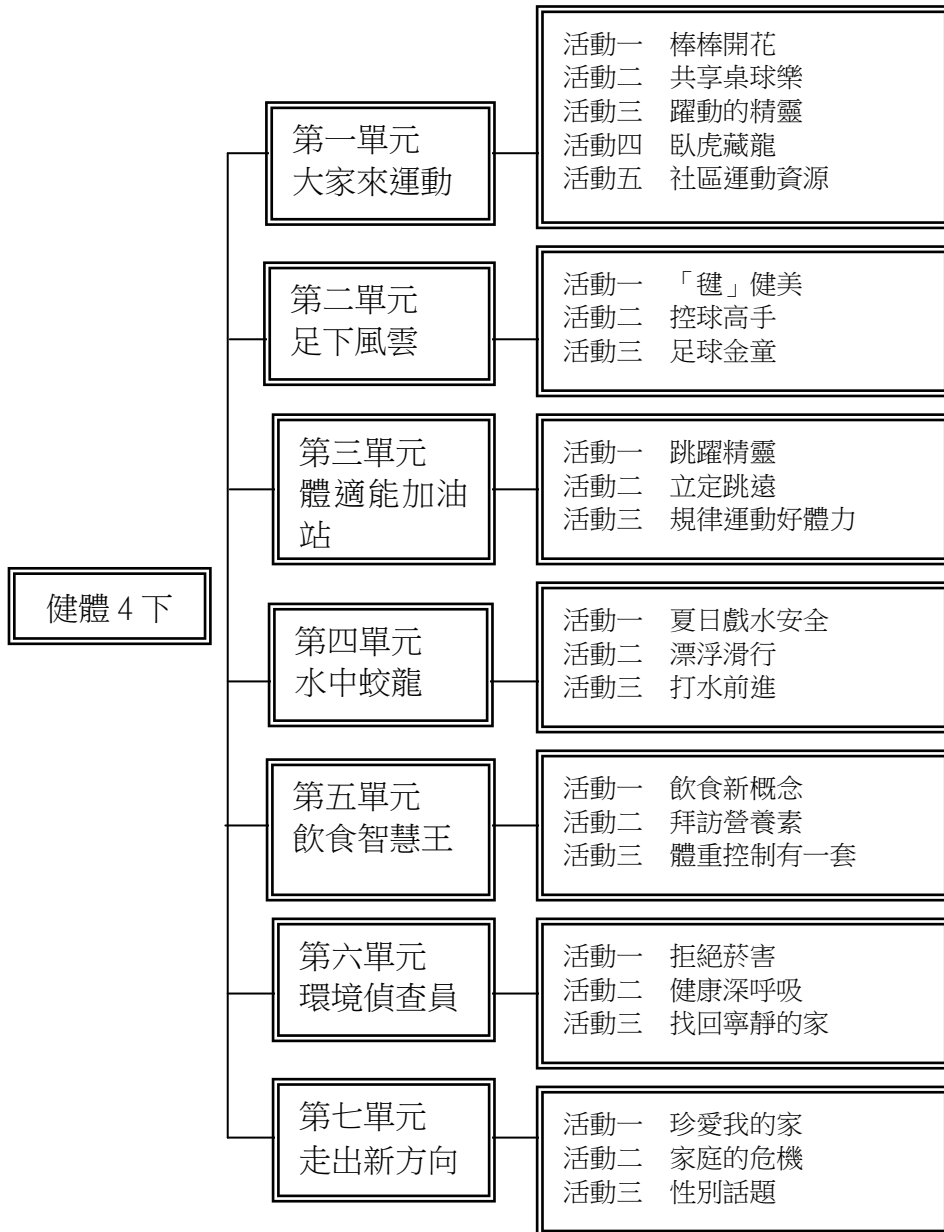 健體 4 下
第一單元
大家來運動
活動一　棒棒開花
活動二　共享桌球樂
活動三　躍動的精靈
活動四　臥虎藏龍
活動五　社區運動資源
第二單元
足下風雲
活動一　「毽」健美
活動二　控球高手
活動三　足球金童
第三單元
體適能加油
站
活動一　跳躍精靈
活動二　立定跳遠
活動三　規律運動好體力
第四單元
水中蛟龍
活動一　夏日戲水安全
活動二　漂浮滑行
活動三　打水前進
第五單元
飲食智慧王
活動一　飲食新概念
活動二　拜訪營養素
活動三　體重控制有一套
第六單元
環境偵查員
活動一　拒絕菸害
活動二　健康深呼吸
活動三　找回寧靜的家
第七單元
走出新方向
活動一　珍愛我的家
活動二　家庭的危機
活動三　性別話題